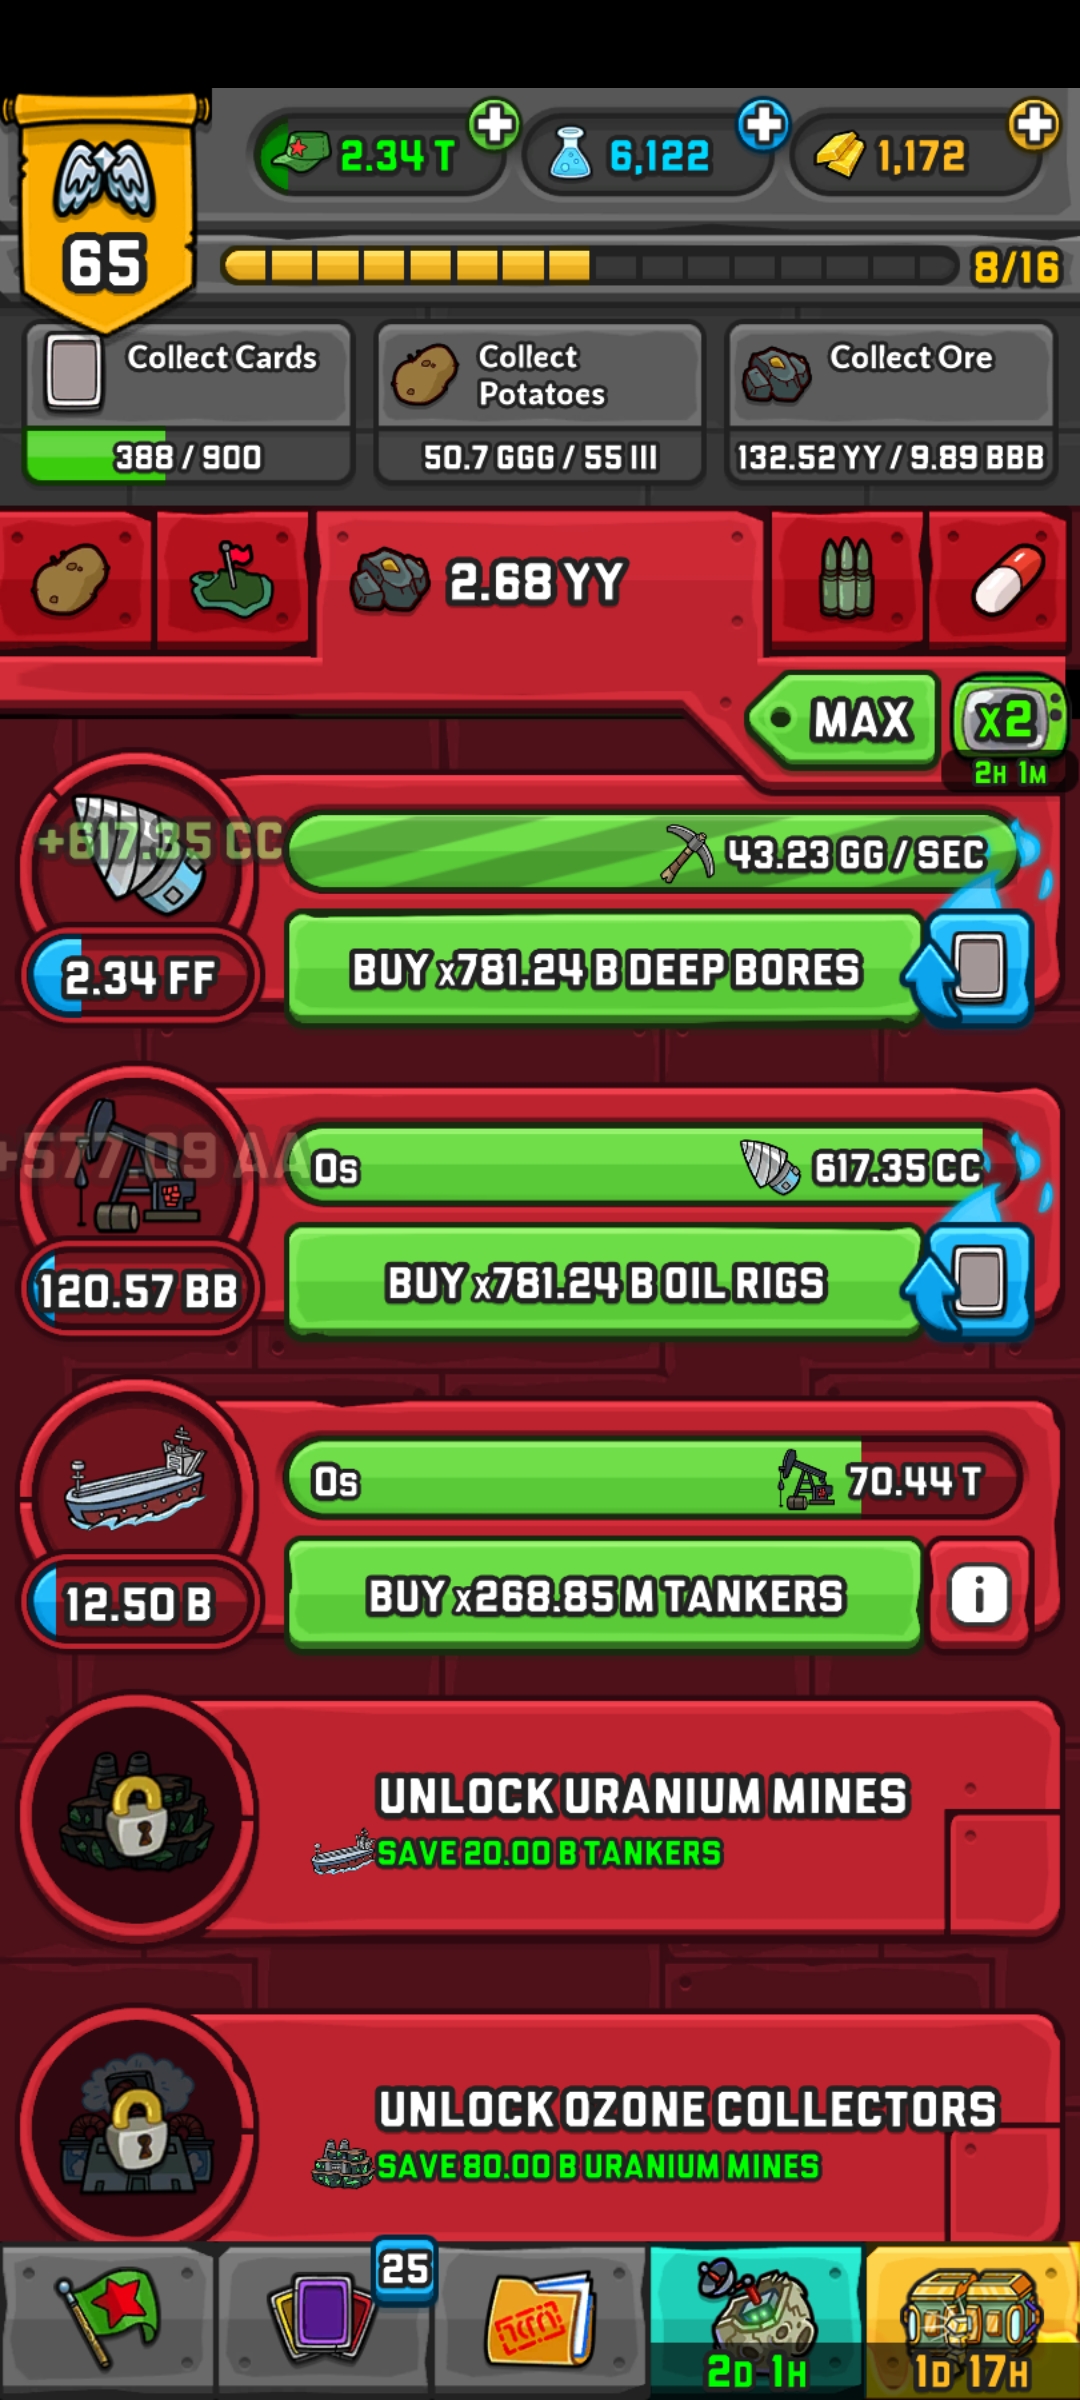 2.34 T
6,122
1,172
65
8/16
Collect Cards
388 / 900
Collect
Potatoes
50.7 GGG / 55 III
Collect Ore
132.52 YY / 9.89 BBB
2.68 YY
MAX
x2
2H 1M
+617.35 CC
43.23 GG / SEC
2.34 FF
BUY x781.24 B DEEP BORES
+577.09 AA
0s
617.35 CC
120.57 BB
BUY x781.24 B OIL RIGS
0s
70.44 T
12.50 B
BUY x268.85 M TANKERS
i
UNLOCK URANIUM MINES
SAVE 20.00 B TANKERS
UNLOCK OZONE COLLECTORS
SAVE 80.00 B URANIUM MINES
25
2D 1H
1D 17H